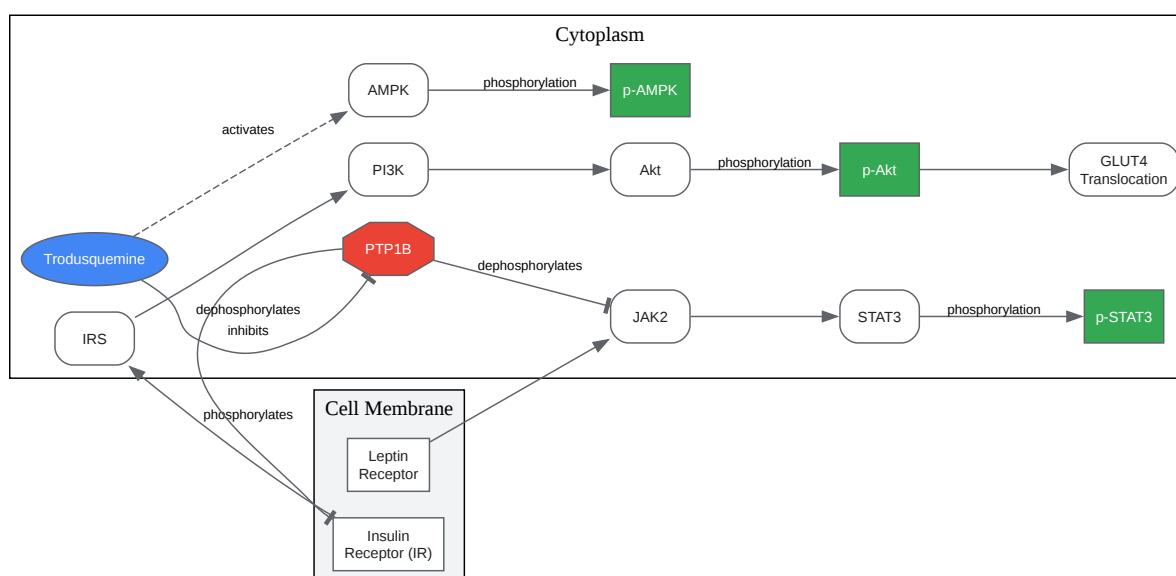 Cytoplasm
AMPK
phosphorylation
p-AMPK
activates
PI3K
Akt
phosphorylation
p-Akt
GLUT4
Translocation
Trodusquemine
PTP1B
dephosphorylates
dephosphorylates
inhibits
IRS
JAK2
STAT3
phosphorylation
p-STAT3
phosphorylates
Cell Membrane
Leptin
Receptor
Insulin
Receptor (IR)